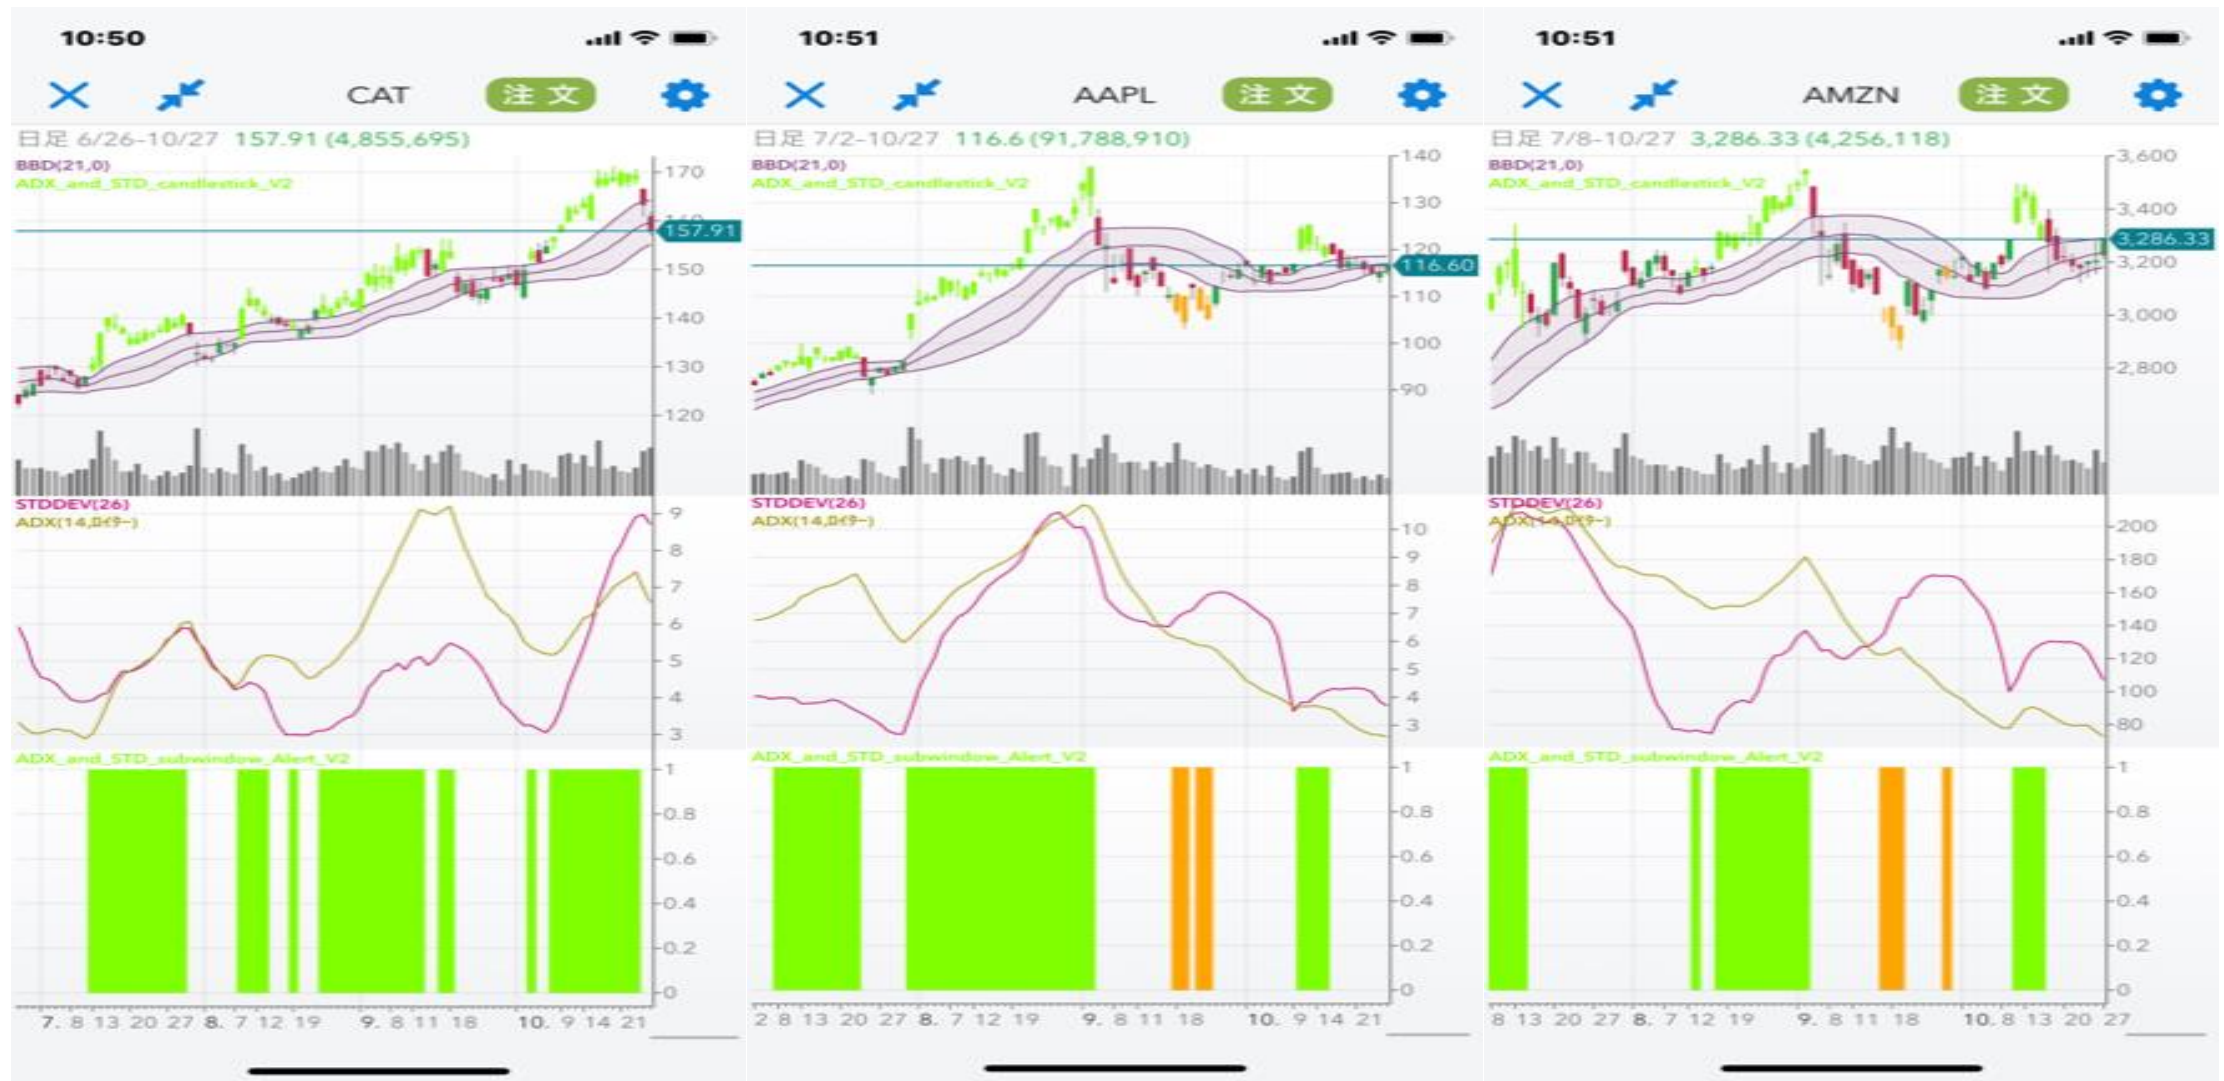 10:50
CAT
注文
日足 6/26-10/27 157.91 (4,855,695)
BBD(21,0)
ADX_and_STD_candlestick_V2
170
160
157.91
150
140
130
120
STDDEV(26)
9
8
7
6
5
4
3
ADX_and_STD_subwindow_Alert_V2
1
0.8
0.6
0.4
0.2
0
7. 8 13 20 27 8. 7 12 19 9. 8 11 18 10. 9 14 21
10:51
AAPL
注文
日足 7/2-10/27 116.6 (91,788,910)
BBD(21,0)
ADX_and_STD_candlestick_V2
140
130
120
116.60
110
100
90
STDDEV(26)
10
9
8
7
6
5
4
3
ADX_and_STD_subwindow_Alert_V2
1
0.8
0.6
0.4
0.2
0
2 8 13 20 27 8. 7 12 19 9. 8 11 18 10. 9 14 21
10:51
AMZN
注文
日足 7/8-10/27 3,286.33 (4,256,118)
BBD(21,0)
ADX_and_STD_candlestick_V2
3,600
3,400
3,286.33
3,200
3,000
2,800
STDDEV(26)
200
180
160
140
120
100
80
ADX_and_STD_subwindow_Alert_V2
1
0.8
0.6
0.4
0.2
0
8 13 20 27 8. 7 12 19 9. 8 11 18 10. 8 13 20 27